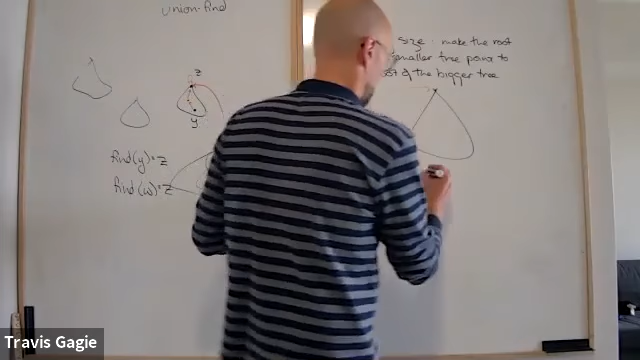 union-find
z
y
find(y)=z
find(w)=z
size: make the root
smaller tree point to
of the bigger tree
Travis Gagie